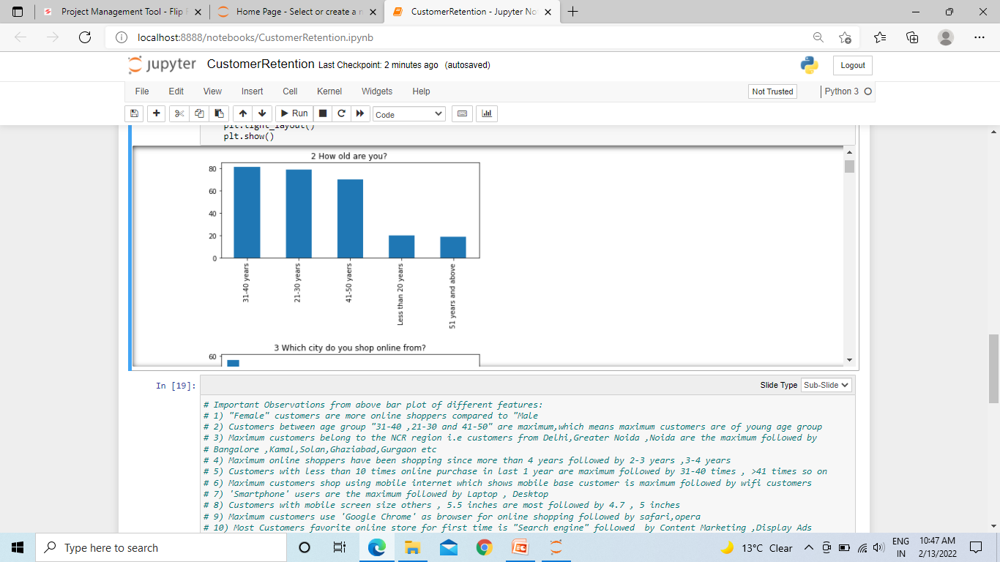 Project Management Tool - Flip
Home Page - Select or create a n
CustomerRetention - Jupyter No
localhost:8888/notebooks/CustomerRetention.ipynb
jupyter CustomerRetention Last Checkpoint: 2 minutes ago (autosaved)
Logout
File Edit View Insert Cell Kernel Widgets Help
Not Trusted
Python 3
Run
Code
plt.tight_layout()
plt.show()
2 How old are you?
80
60
40
20
0
31-40 years
21-30 years
41-50 yaers
Less than 20 years
51 years and above
3 Which city do you shop online from?
60
In [19]:
Slide Type Sub-Slide
# Important Observations from above bar plot of different features:
# 1) "Female" customers are more online shoppers compared to "Male
# 2) Customers between age group "31-40 ,21-30 and 41-50" are maximum,which means maximum customers are of young age group
# 3) Maximum customers belong to the NCR region i.e customers from Delhi,Greater Noida ,Noida are the maximum followed by
# Bangalore ,Kamal,Solan,Ghaziabad,Gurgaon etc
# 4) Maximum online shoppers have been shopping since more than 4 years followed by 2-3 years ,3-4 years
# 5) Customers with less than 10 times online purchase in last 1 year are maximum followed by 31-40 times , >41 times so on
# 6) Maximum customers shop using mobile internet which shows mobile base customer is maximum followed by wifi customers
# 7) 'Smartphone' users are the maximum followed by Laptop , Desktop
# 8) Customers with mobile screen size others , 5.5 inches are most followed by 4.7 , 5 inches
# 9) Maximum customers use 'Google Chrome' as browser for online shopping followed by safari,opera
# 10) Most Customers favorite online store for first time is "Search engine" followed  by Content Marketing ,Display Ads
Type here to search
13°C Clear
ENG
IN
10:47 AM
2/13/2022